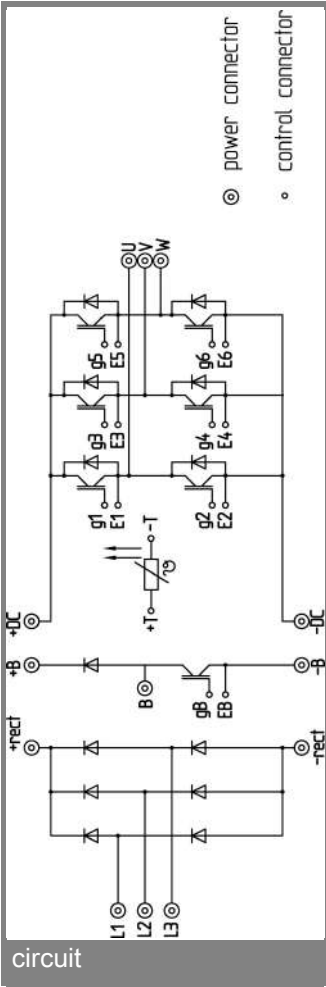 power connector
control connector
U
V
W
g5
E5
g6
E6
g3
E3
g4
E4
g1
E1
g2
E2
-T
ϑ
+T
+DC
-DC
+B
B
gB
EB
-B
+rect
-rect
L1
L2
L3
circuit